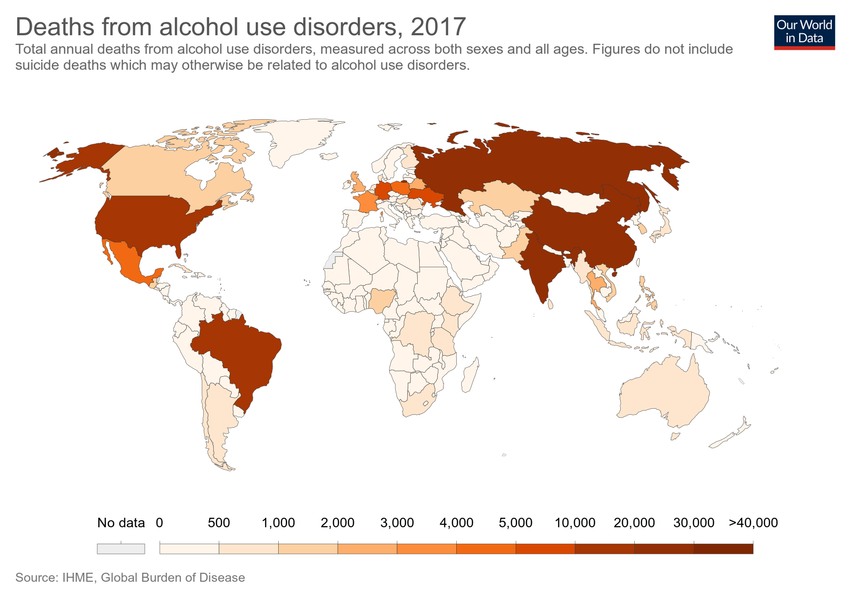 Deaths from alcohol use disorders, 2017
Our World
in Data
Total annual deaths from alcohol use disorders, measured across both sexes and all ages. Figures do not include
suicide deaths which may otherwise be related to alcohol use disorders.
No data 0 500 1,000 2,000 3,000 4,000 5,000 10,000 20,000 30,000 >40,000
Source: IHME, Global Burden of Disease